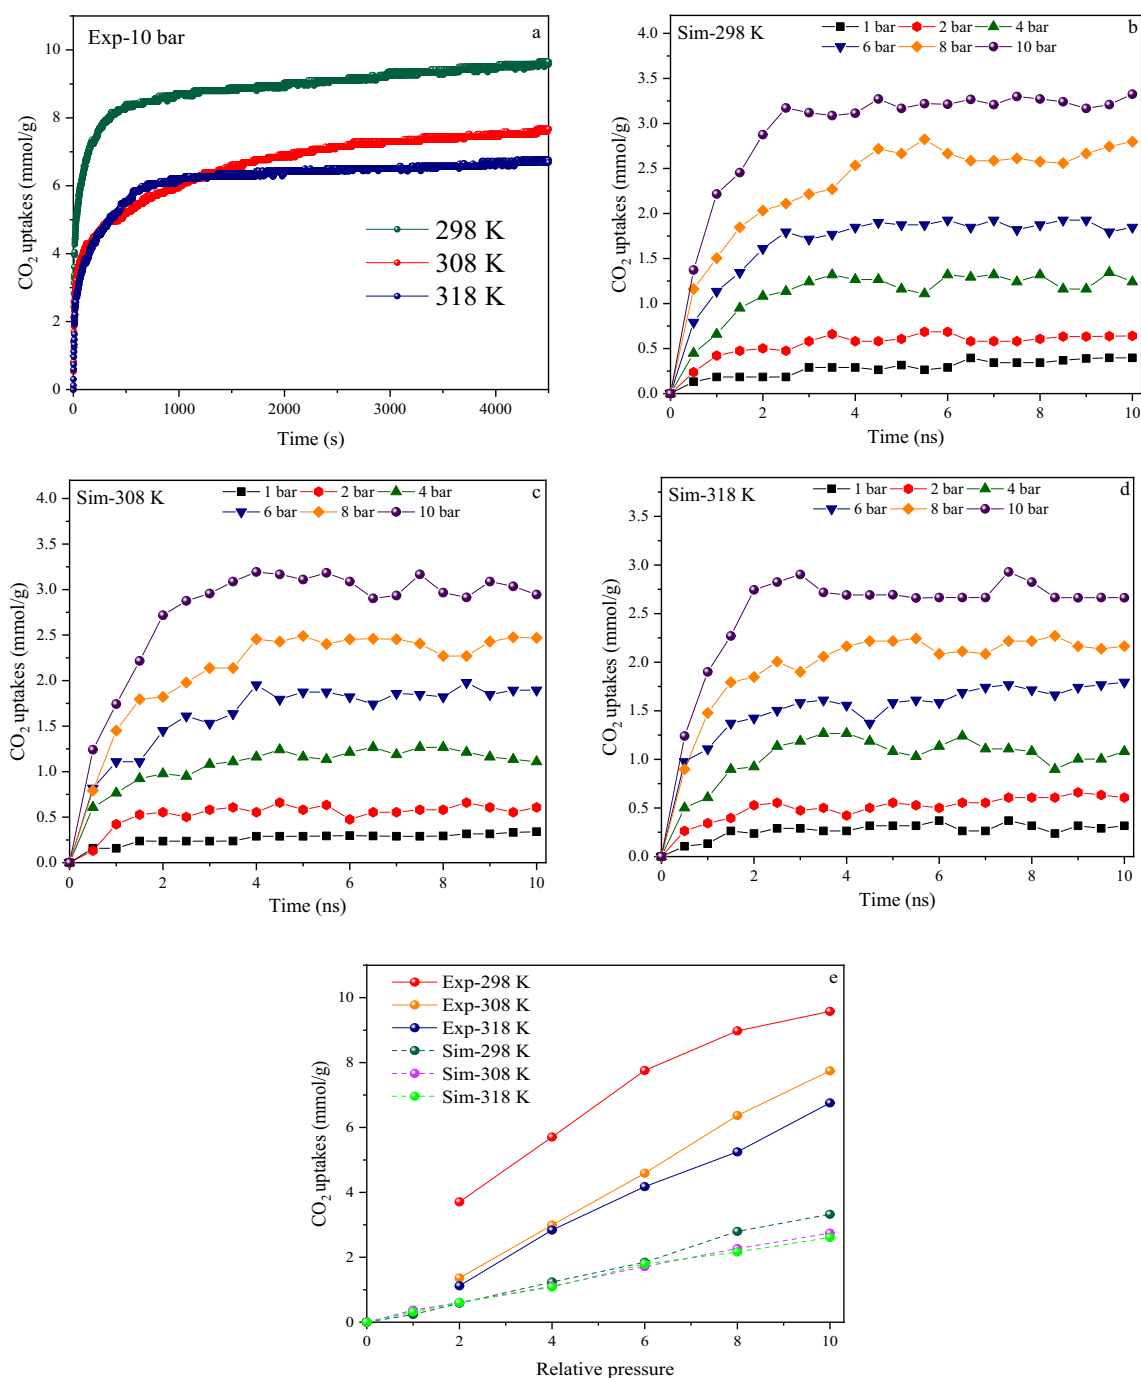 Exp-10 bar
a
10
8
6
4
2
0
CO2 uptakes (mmol/g)
298 K
308 K
318 K
0
1000
2000
3000
4000
Time (s)
Sim-298 K
1 bar
2 bar
4 bar
b
6 bar
8 bar
10 bar
4.0
3.5
3.0
2.5
2.0
1.5
1.0
0.5
0.0
CO2 uptakes (mmol/g)
0
2
4
6
8
10
Time (ns)
Sim-308 K
1 bar
2 bar
4 bar
c
6 bar
8 bar
10 bar
4.0
3.5
3.0
2.5
2.0
1.5
1.0
0.5
0.0
CO2 uptakes (mmol/g)
0
2
4
6
8
10
Time (ns)
Sim-318 K
1 bar
2 bar
4 bar
d
6 bar
8 bar
10 bar
3.5
3.0
2.5
2.0
1.5
1.0
0.5
0.0
CO2 uptakes (mmol/g)
0
2
4
6
8
10
Time (ns)
e
Exp-298 K
Exp-308 K
Exp-318 K
Sim-298 K
Sim-308 K
Sim-318 K
10
8
6
4
2
0
CO2 uptakes (mmol/g)
0
2
4
6
8
10
Relative pressure